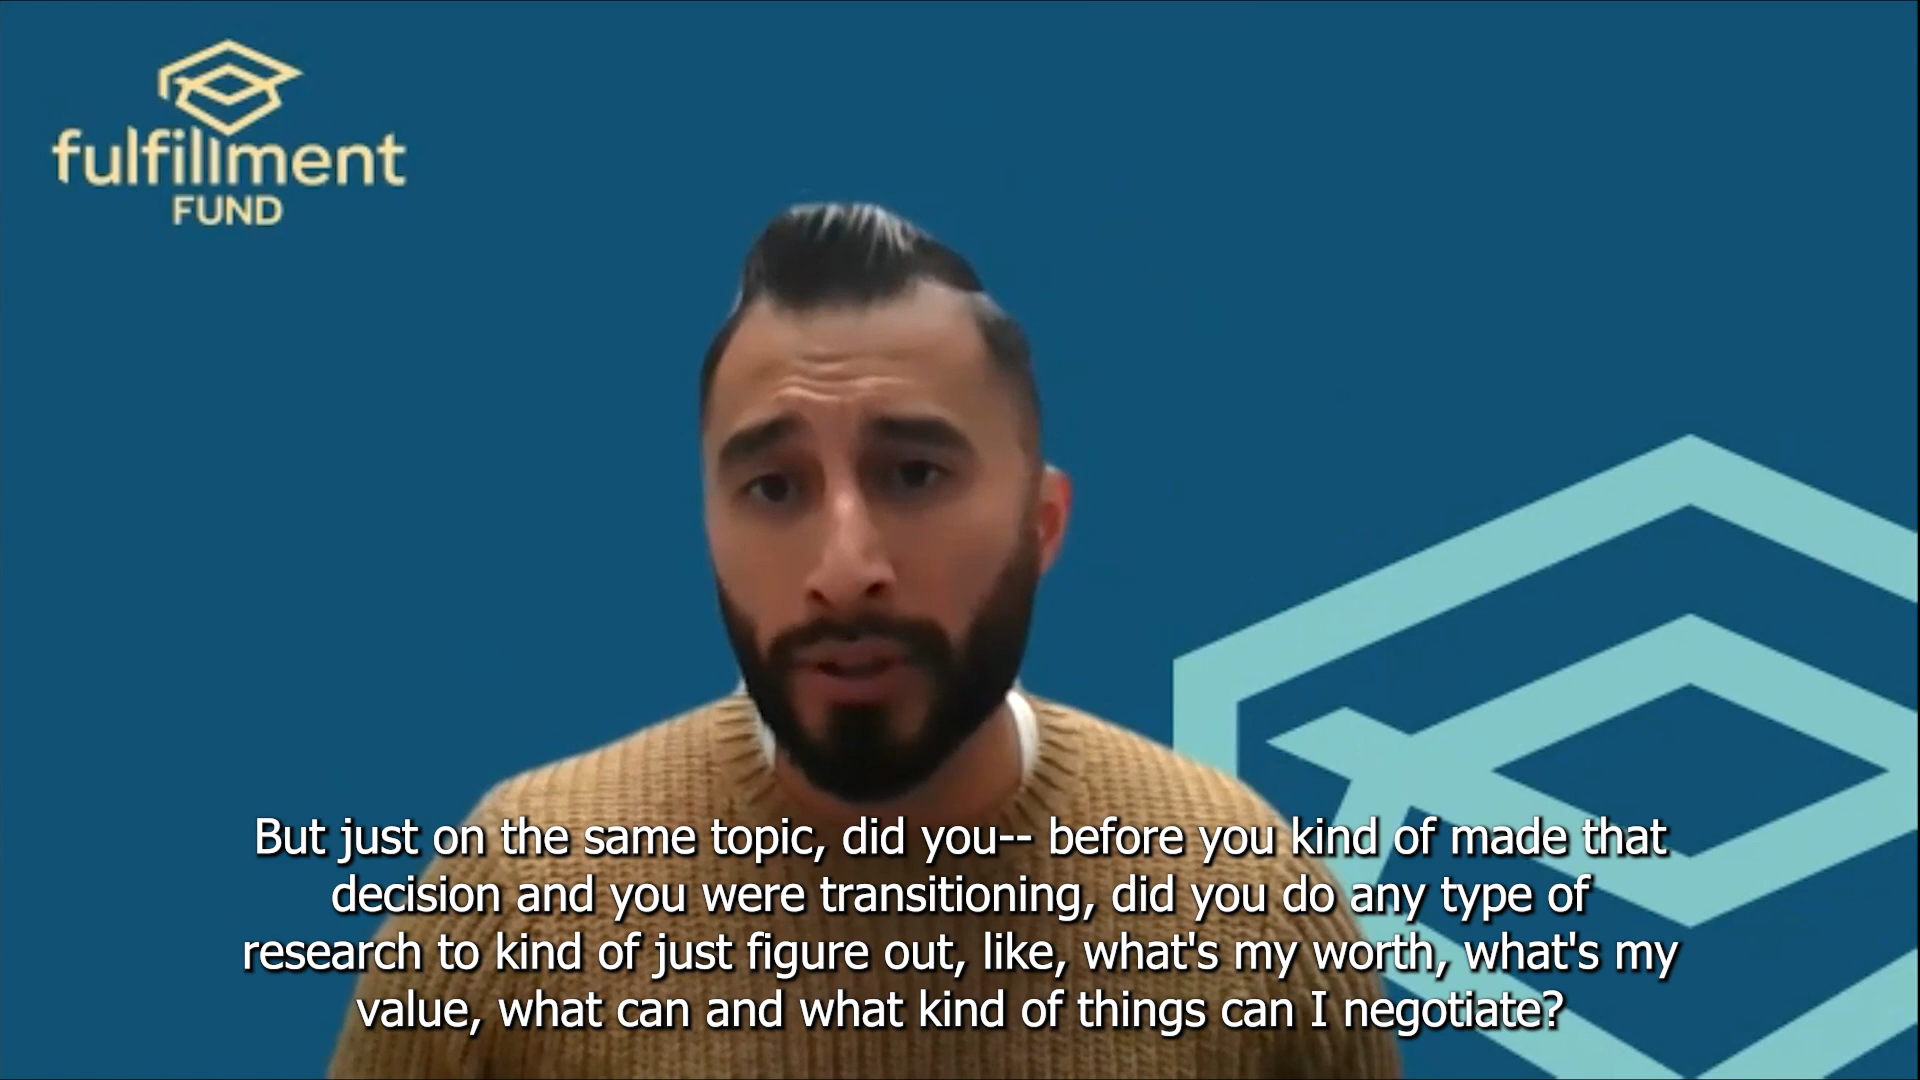 fulfillment
FUND
But just on the same topic, did you-- before you kind of made that
decision and you were transitioning, did you do any type of
research to kind of just figure out, like, what's my worth, what's my
value, what can and what kind of things can I negotiate?